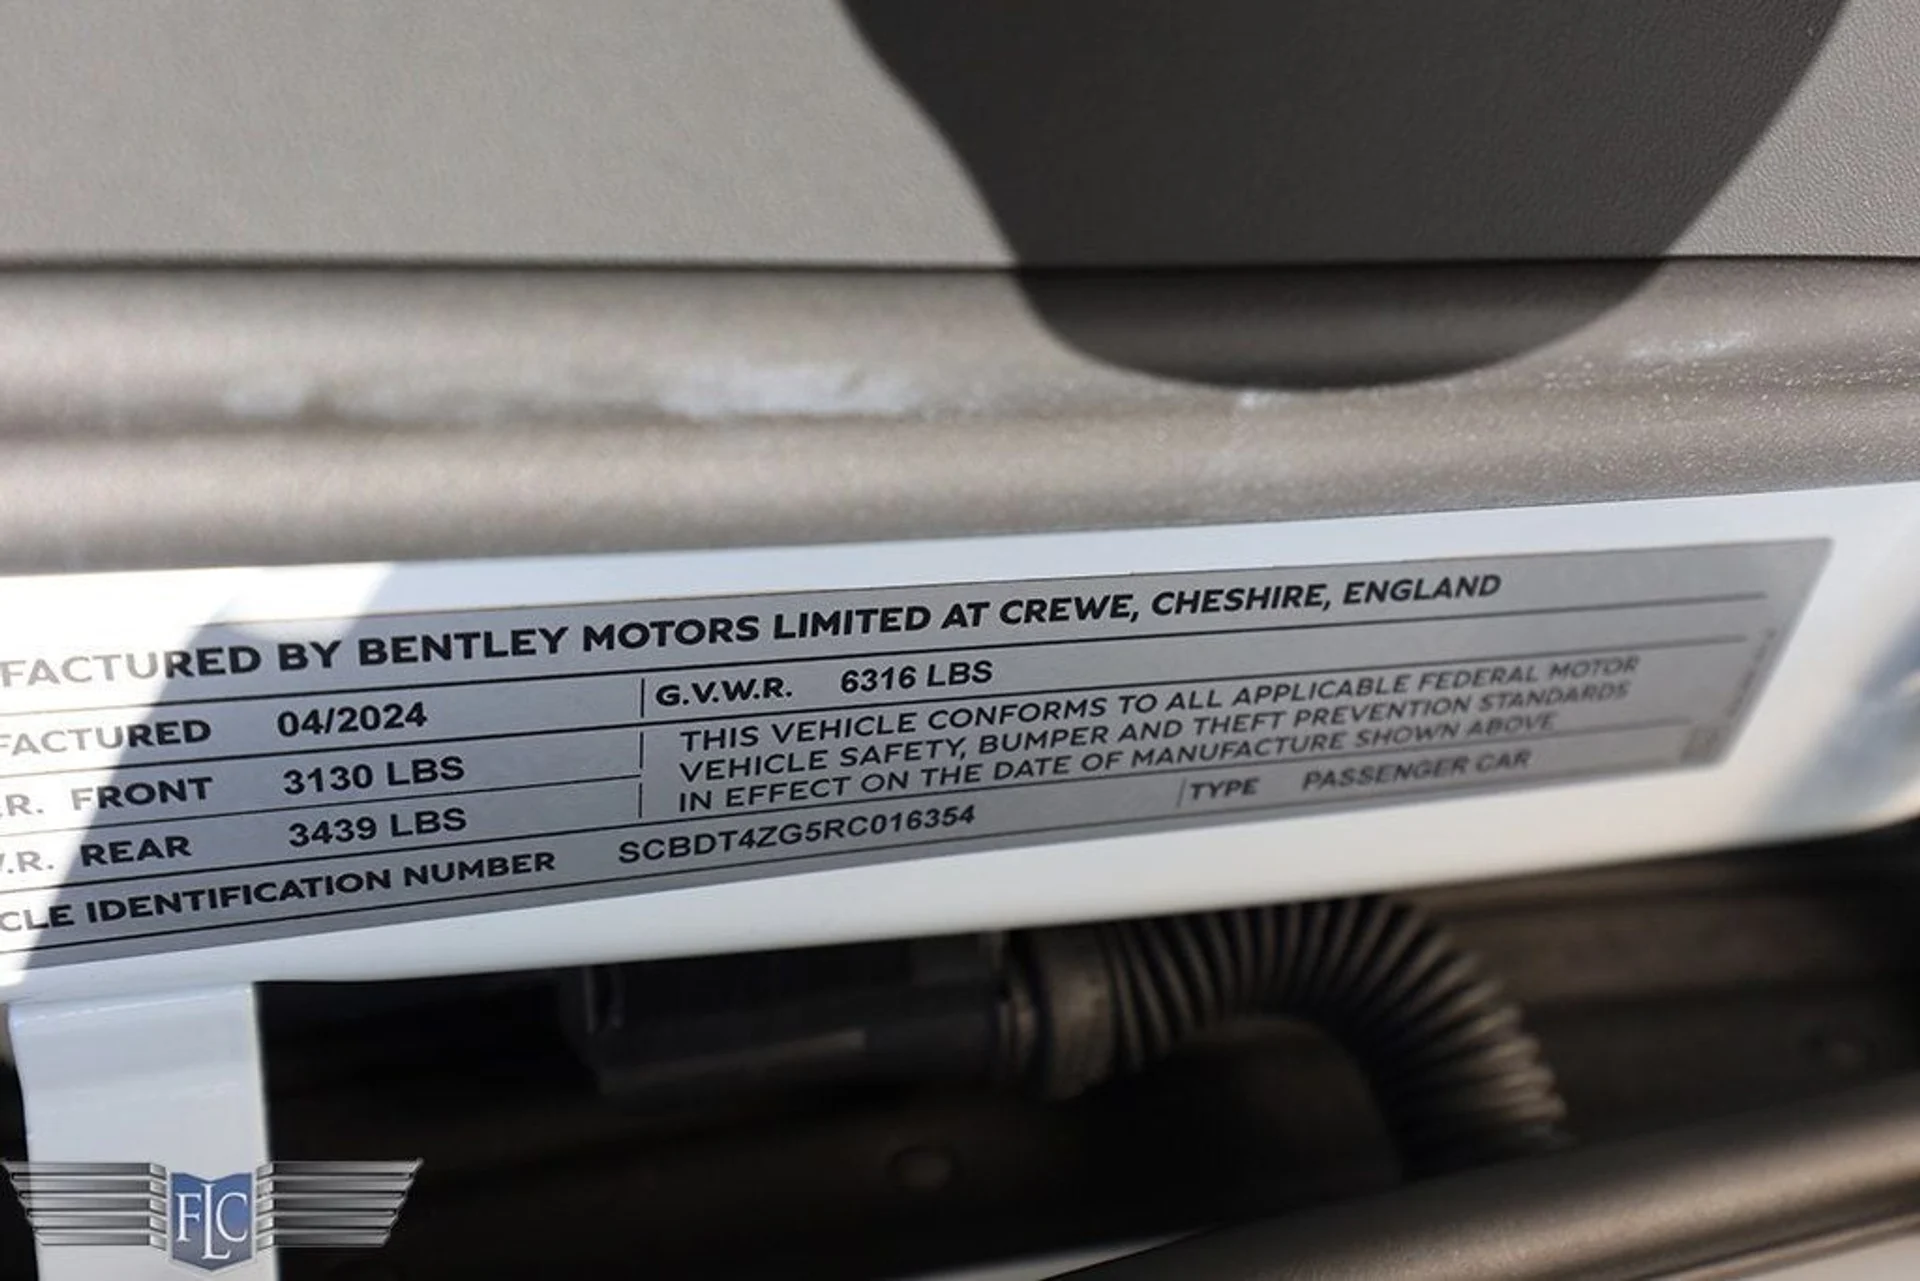 FACTURED BY BENTLEY MOTORS LIMITED AT CREWE, CHESHIRE, ENGLAND
FACTURED 04/2024 G.V.W.R. 6316 LBS
.R. FRONT 3130 LBS
.R. REAR 3439 LBS
THIS VEHICLE CONFORMS TO ALL APPLICABLE FEDERAL MOTOR
VEHICLE SAFETY, BUMPER AND THEFT PREVENTION STANDARDS
IN EFFECT ON THE DATE OF MANUFACTURE SHOWN ABOVE
CLE IDENTIFICATION NUMBER SCBDT4ZG5RC016354 TYPE PASSENGER CAR
FLC